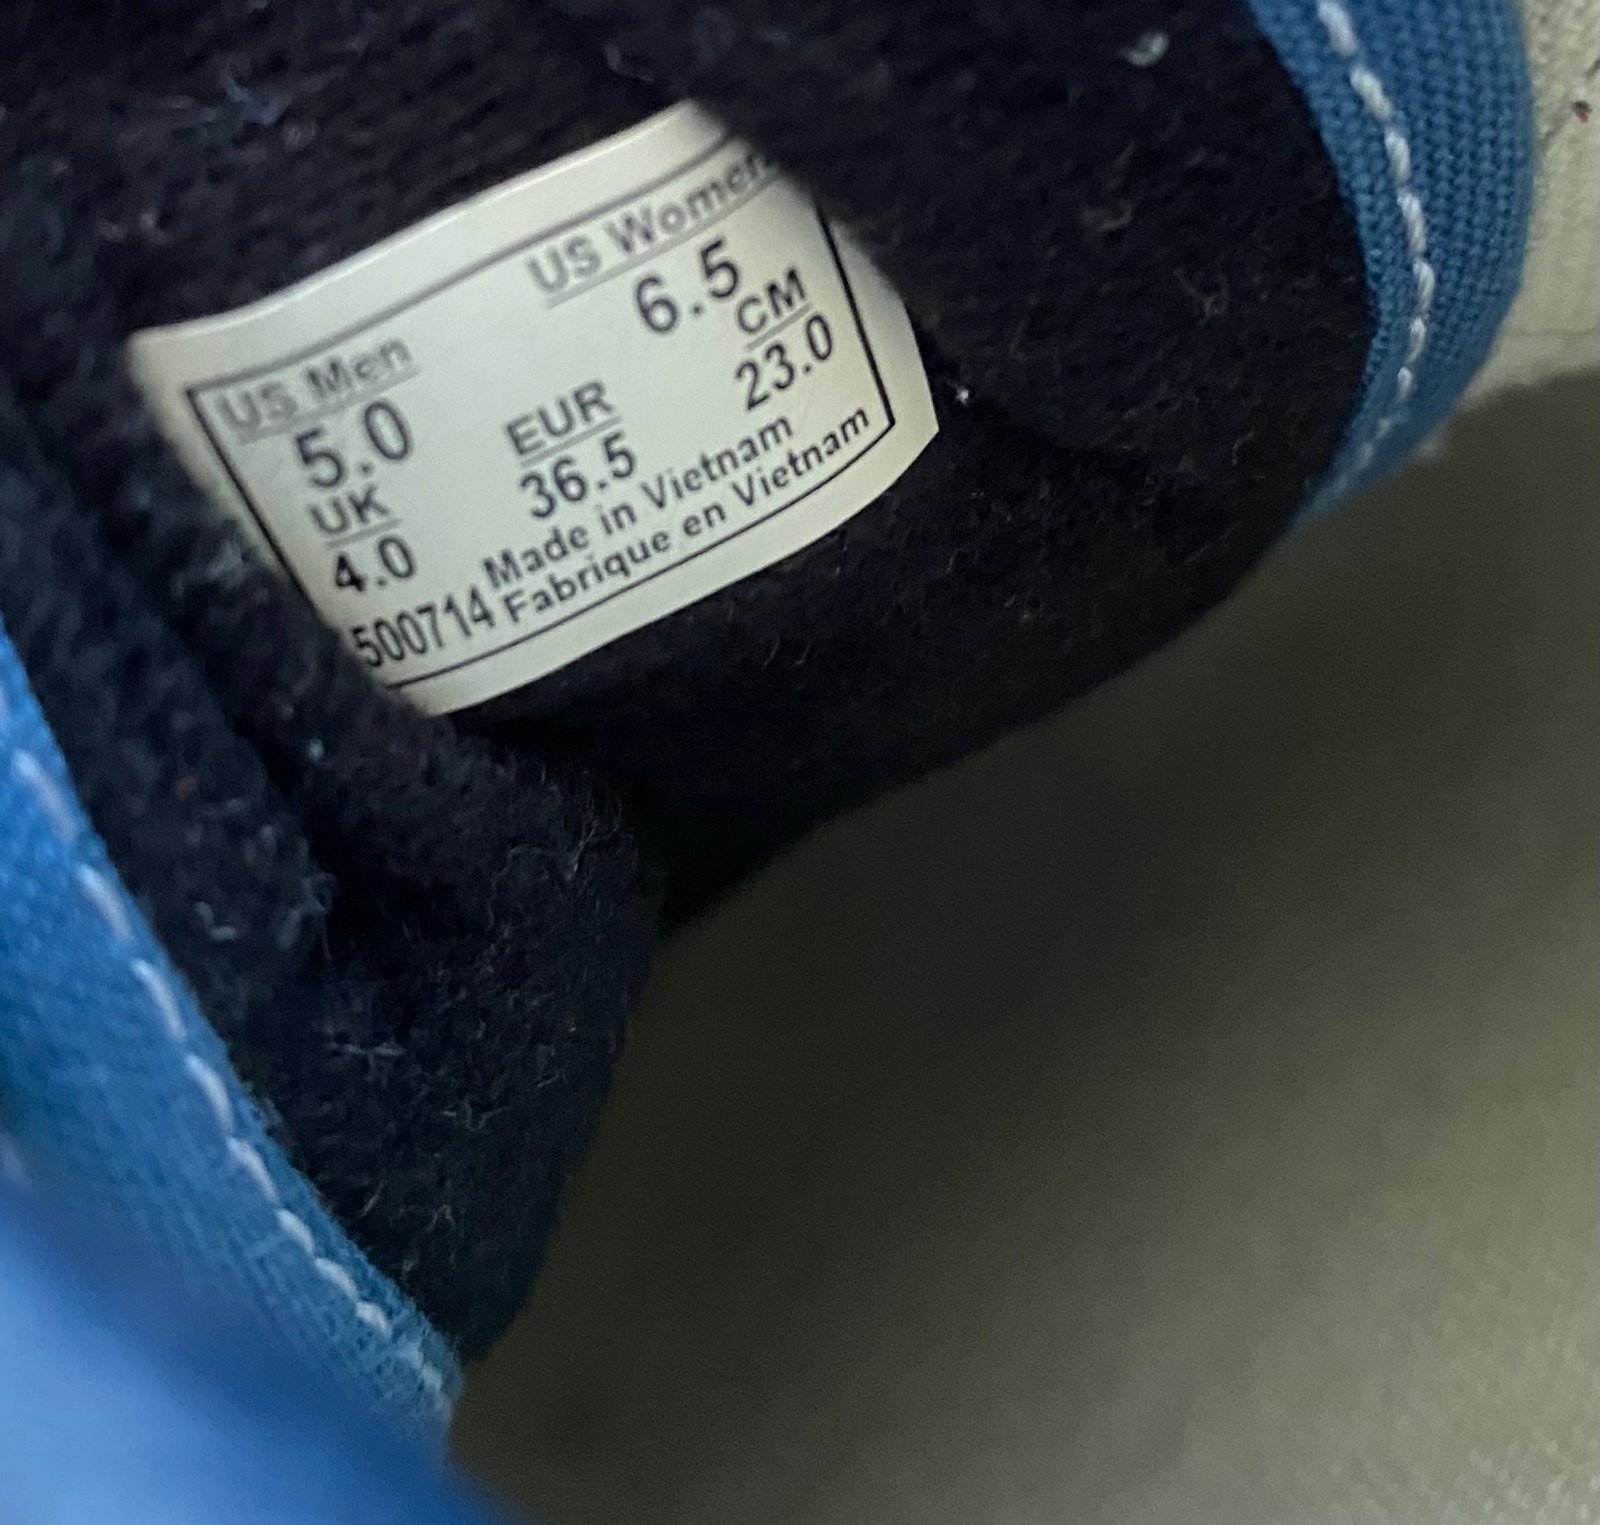 US Men US Women
5.0 6.5
UK EUR CM
4.0 36.5 23.0
Made in Vietnam
500714 Fabrique en Vietnam